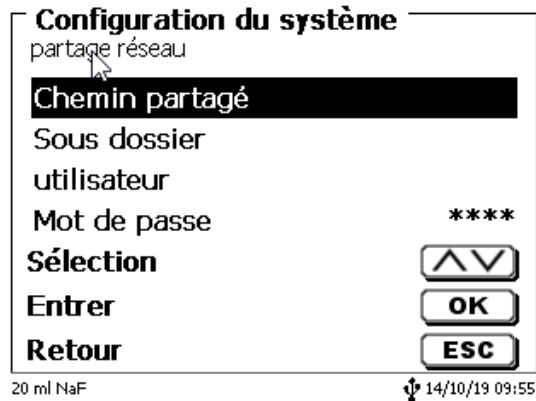 Configuration du système
partage réseau
Chemin partagé
Sous dossier
utilisateur
Mot de passe ****
Sélection
Entrer OK
Retour ESC
20 ml NaF 14/10/19 09:55